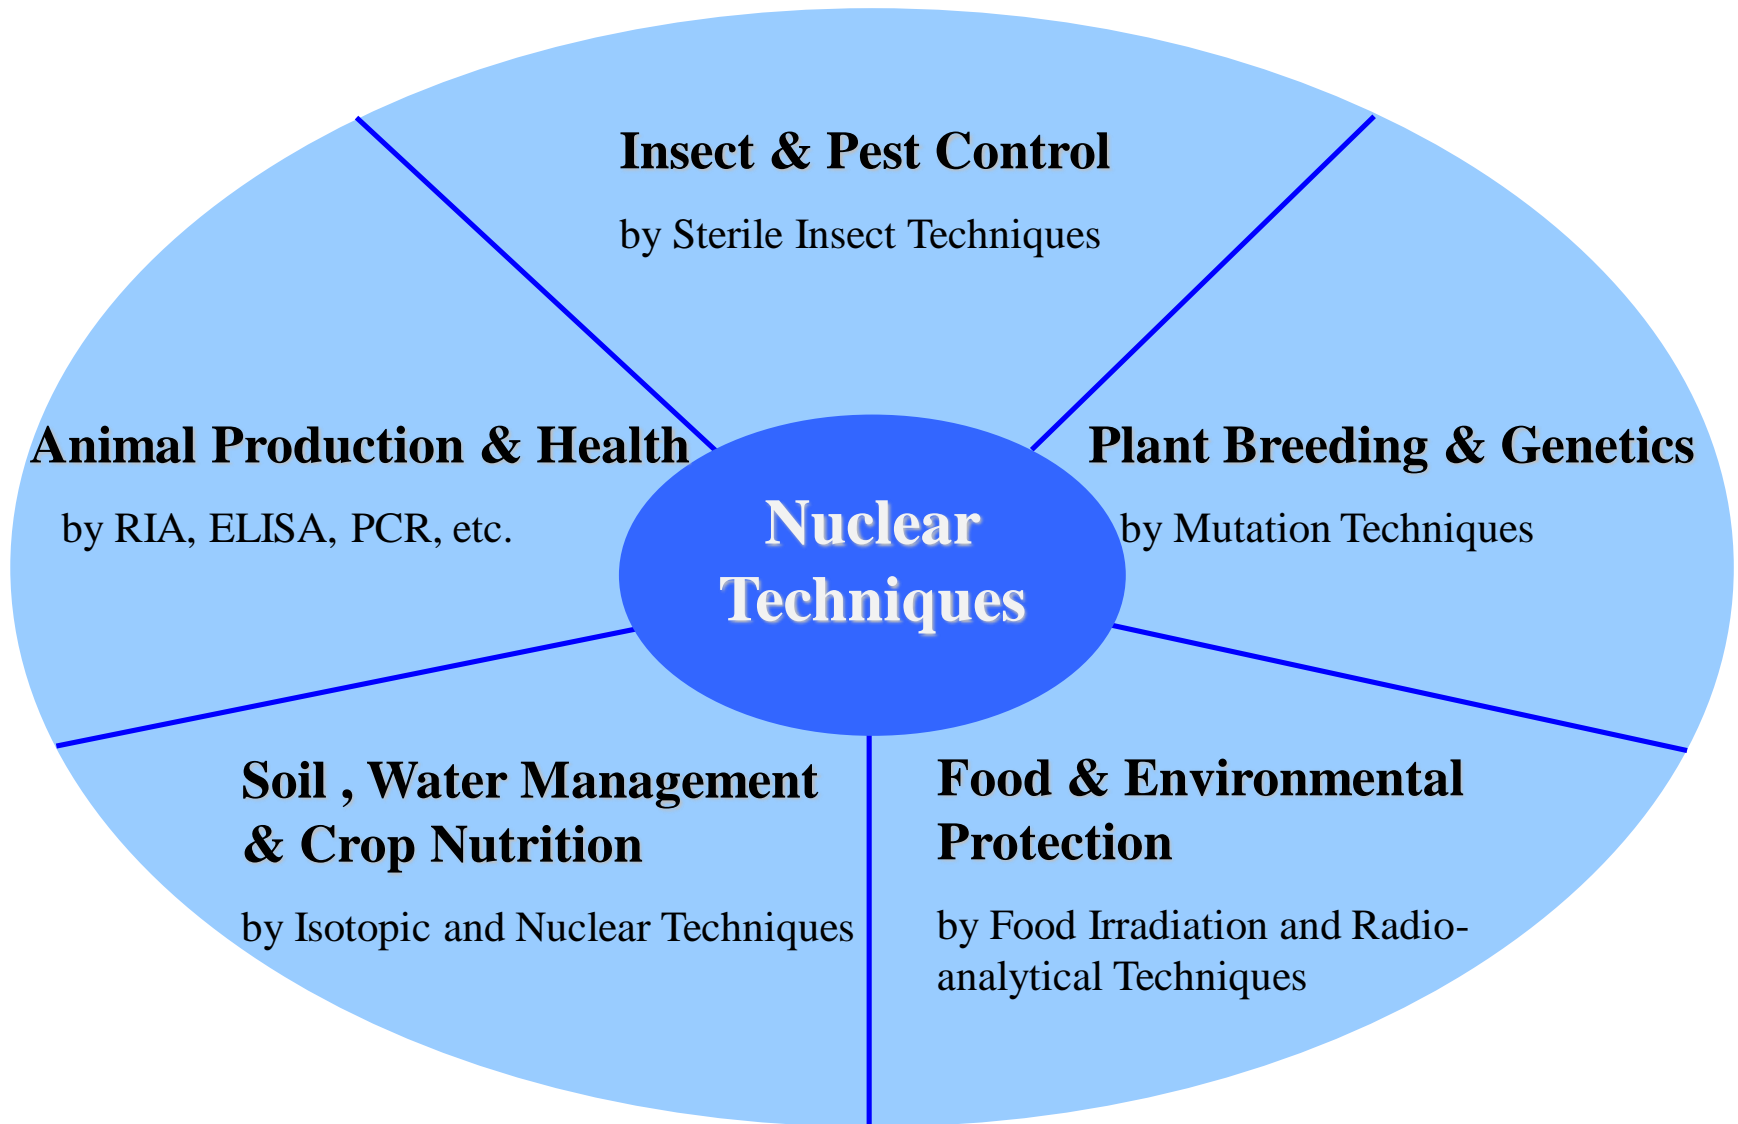 Insect & Pest Control
by Sterile Insect Techniques
Animal Production & Health
by RIA, ELISA, PCR, etc.
Nuclear
Techniques
Plant Breeding & Genetics
by Mutation Techniques
Soil , Water Management
& Crop Nutrition
by Isotopic and Nuclear Techniques
Food & Environmental
Protection
by Food Irradiation and Radio-
analytical Techniques